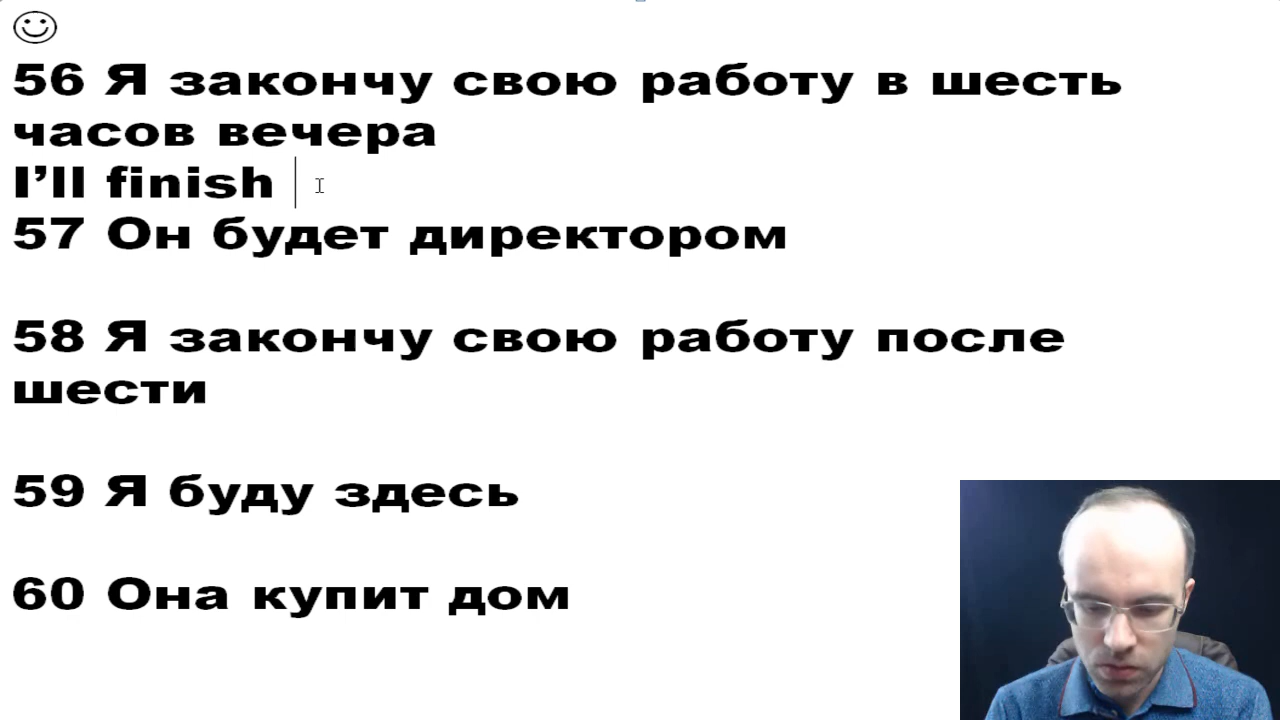 56 Я закончу свою работу в шесть
часов вечера
I’ll finish
57 Он будет директором
58 Я закончу свою работу после
шести
59 Я буду здесь
60 Она купит дом